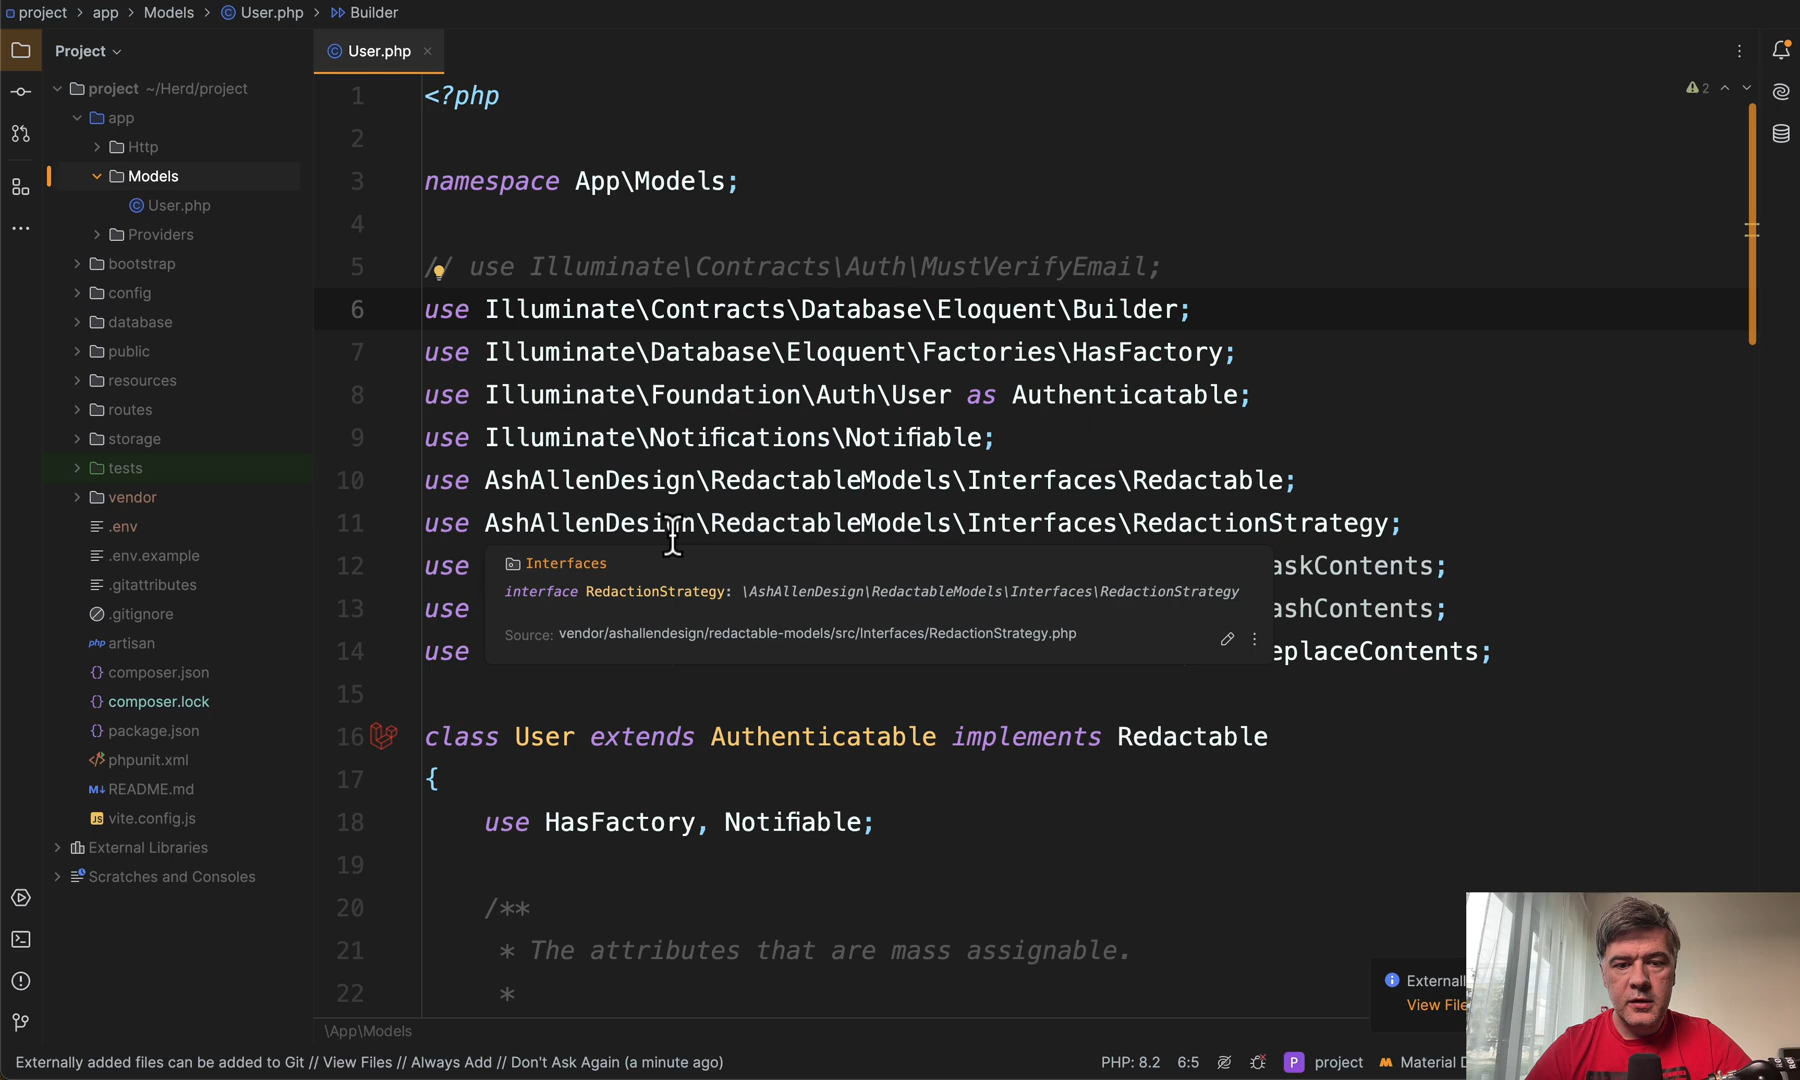 project > app > Models > User.php > Builder
Project
User.php
project ~/Herd/project
app
Http
Models
User.php
Providers
bootstrap
config
database
public
resources
routes
storage
tests
vendor
.env
.env.example
.gitattributes
.gitignore
php artisan
{} composer.json
{} composer.lock
{} package.json
phpunit.xml
M↓ README.md
JS vite.config.js
External Libraries
Scratches and Consoles
2
1 <?php
2
3 namespace App\Models;
4
5 // use Illuminate\Contracts\Auth\MustVerifyEmail;
6 use Illuminate\Contracts\Database\Eloquent\Builder;
7 use Illuminate\Database\Eloquent\Factories\HasFactory;
8 use Illuminate\Foundation\Auth\User as Authenticatable;
9 use Illuminate\Notifications\Notifiable;
10 use AshAllenDesign\RedactableModels\Interfaces\Redactable;
11 use AshAllenDesign\RedactableModels\Interfaces\RedactionStrategy;
12 use askContents;
13 use ashContents;
14 use eplaceContents;
Interfaces
interface RedactionStrategy: \AshAllenDesign\RedactableModels\Interfaces\RedactionStrategy
Source: vendor/ashallendesign/redactable-models/src/Interfaces/RedactionStrategy.php
15
16 class User extends Authenticatable implements Redactable
17 {
18 use HasFactory, Notifiable;
19
20 /**
21 * The attributes that are mass assignable.
22 *
\App\Models
Externall
View File
Externally added files can be added to Git // View Files // Always Add // Don't Ask Again (a minute ago)
PHP: 8.2 6:5 P project Material D